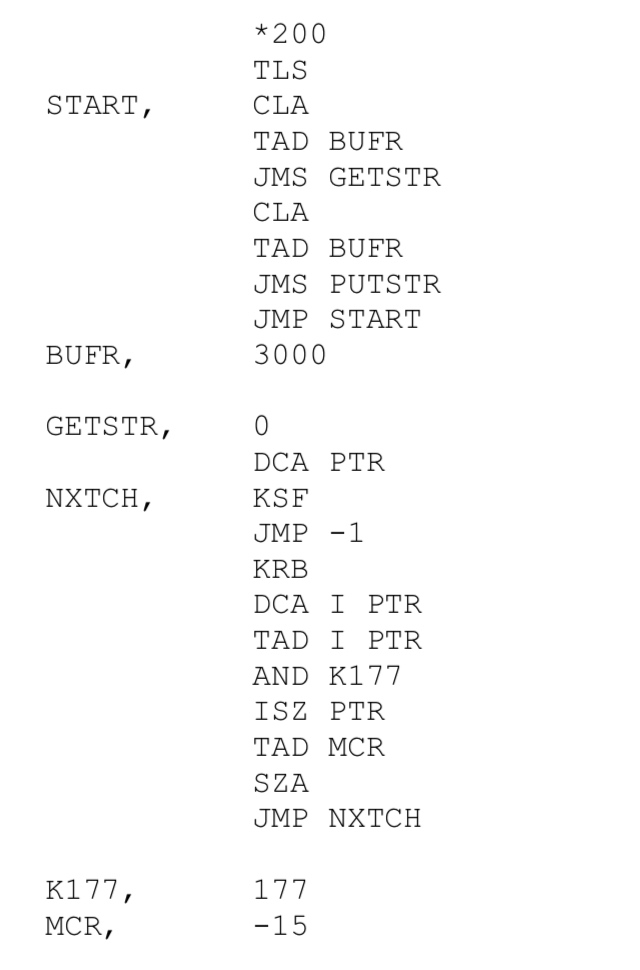 *200
TLS
START, CLA
TAD BUFR
JMS GETSTR
CLA
TAD BUFR
JMS PUTSTR
JMP START
BUFR, 3000
GETSTR, 0
DCA PTR
NXTCH, KSF
JMP -1
KRB
DCA I PTR
TAD I PTR
AND K177
ISZ PTR
TAD MCR
SZA
JMP NXTCH
K177, 177
MCR, -15